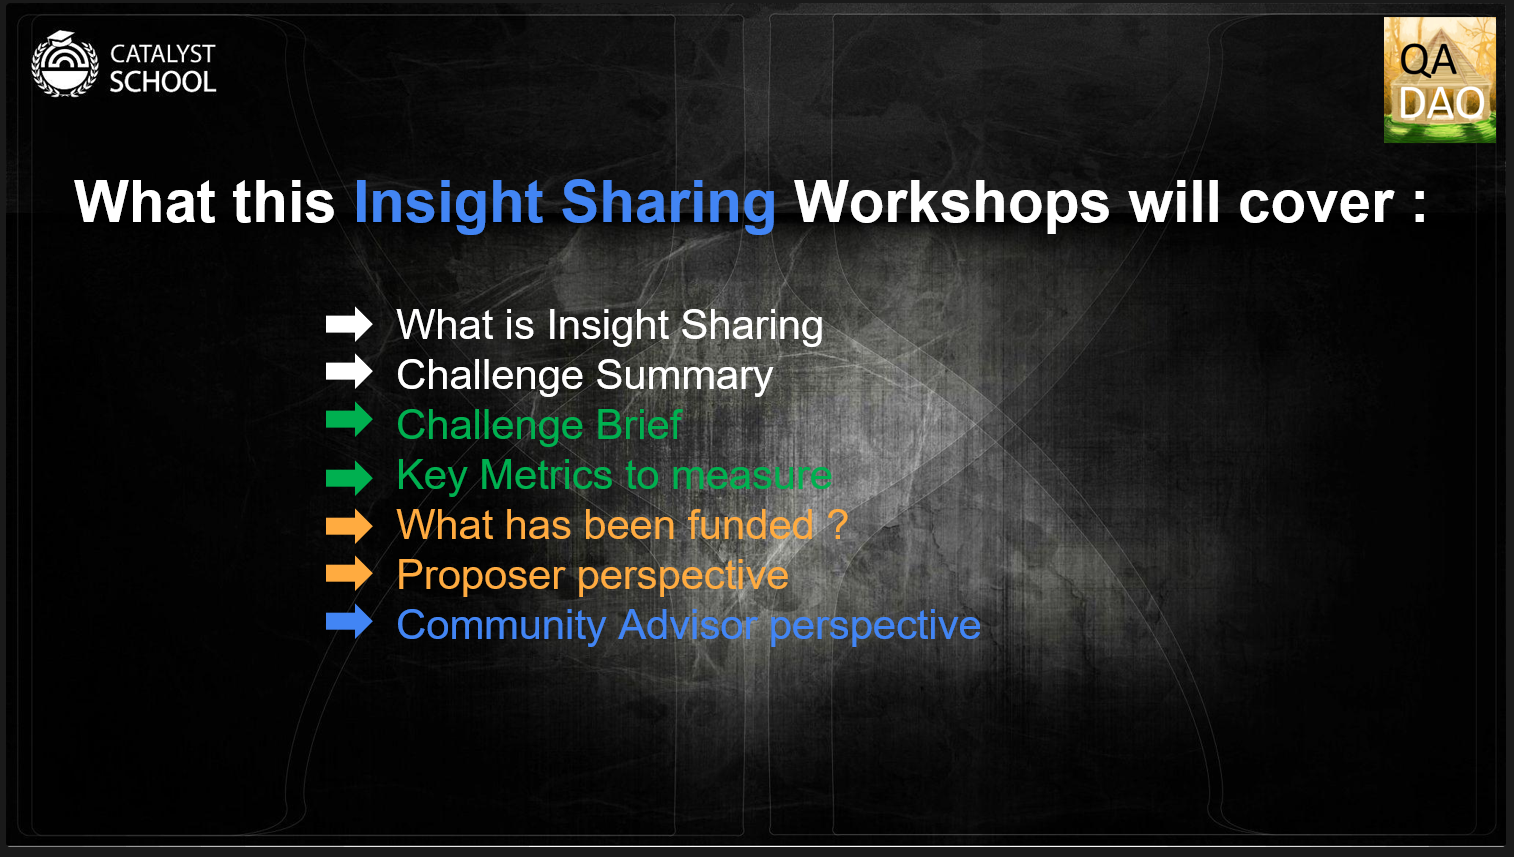 CATALYST
SCHOOL
QA
DAO
What this Insight Sharing Workshops will cover :
What is Insight Sharing
Challenge Summary
Challenge Brief
Key Metrics to measure
What has been funded ?
Proposer perspective
Community Advisor perspective